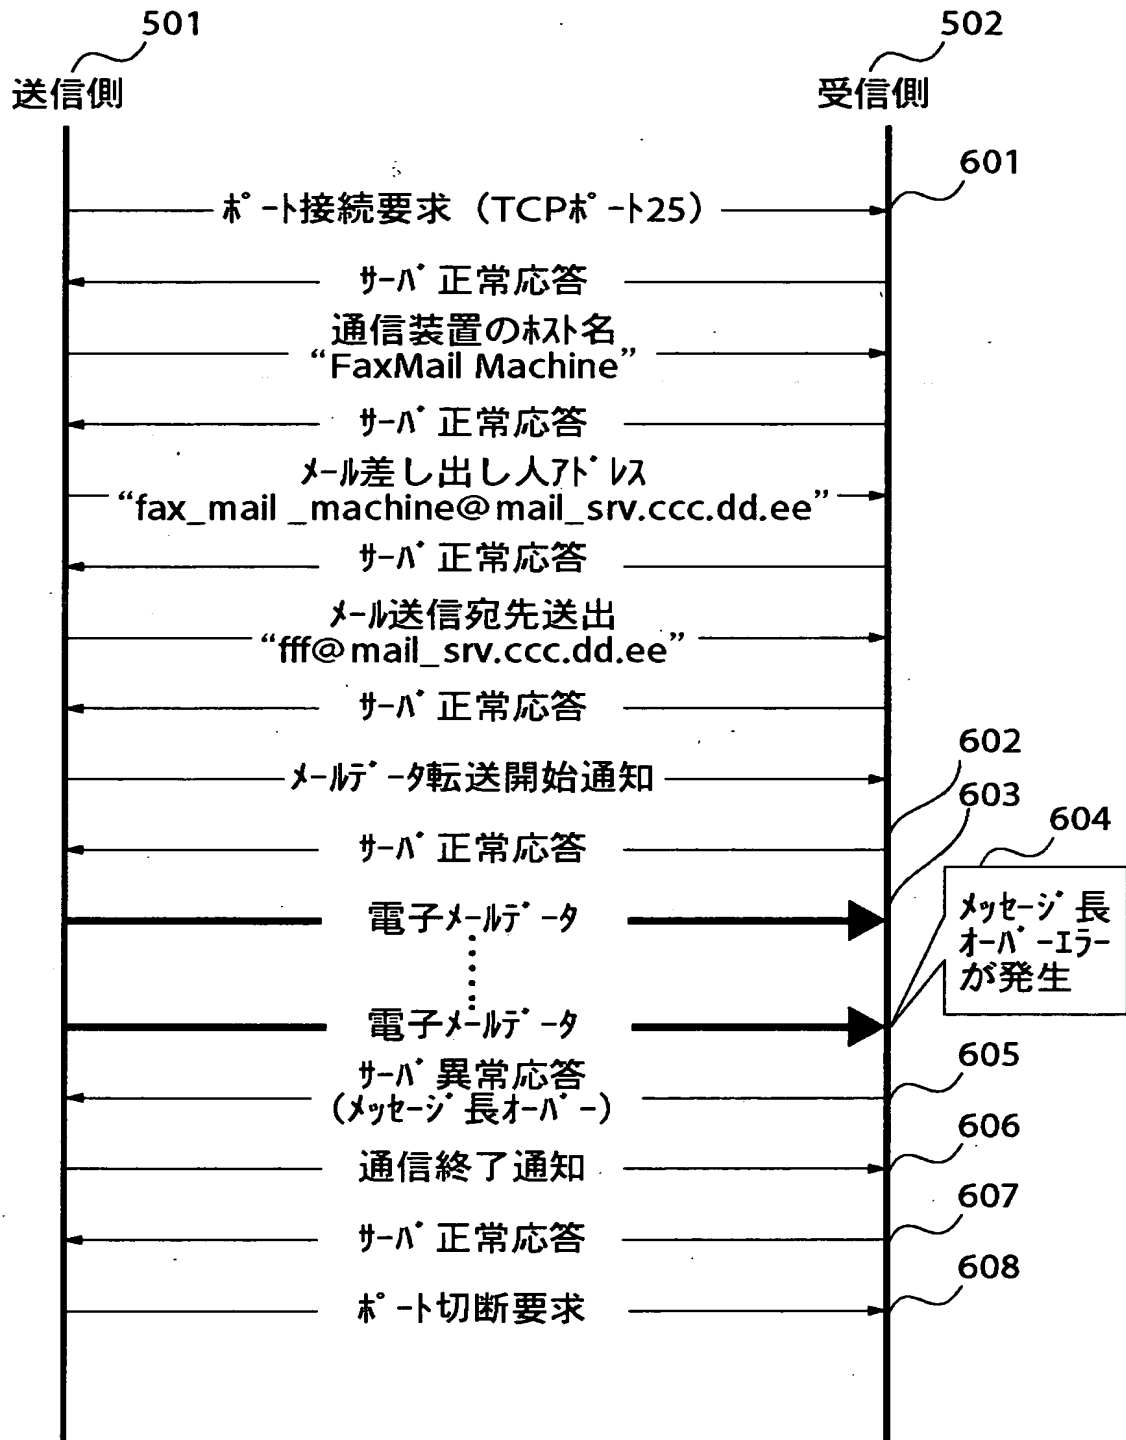 501
502
送信側
受信側
601
ﾎﾟｰﾄ接続要求（TCPﾎﾟｰﾄ25）
ｻｰﾊﾞ正常応答
通信装置のﾎｽﾄ名
“FaxMail Machine”
ｻｰﾊﾞ正常応答
ﾒｰﾙ差し出し人ｱﾄﾞﾚｽ
“fax_mail _machine@mail_srv.ccc.dd.ee”
ｻｰﾊﾞ正常応答
ﾒｰﾙ送信宛先送出
“fff@mail_srv.ccc.dd.ee”
ｻｰﾊﾞ正常応答
602
ﾒｰﾙﾃﾞｰﾀ転送開始通知
603
604
ｻｰﾊﾞ正常応答
電子ﾒｰﾙﾃﾞｰﾀ
ﾒｯｾｰｼﾞ長
ｵｰﾊﾞｰｴﾗｰ
が発生
電子ﾒｰﾙﾃﾞｰﾀ
605
ｻｰﾊﾞ異常応答
(ﾒｯｾｰｼﾞ長ｵｰﾊﾞｰ)
606
通信終了通知
607
ｻｰﾊﾞ正常応答
608
ﾎﾟｰﾄ切断要求